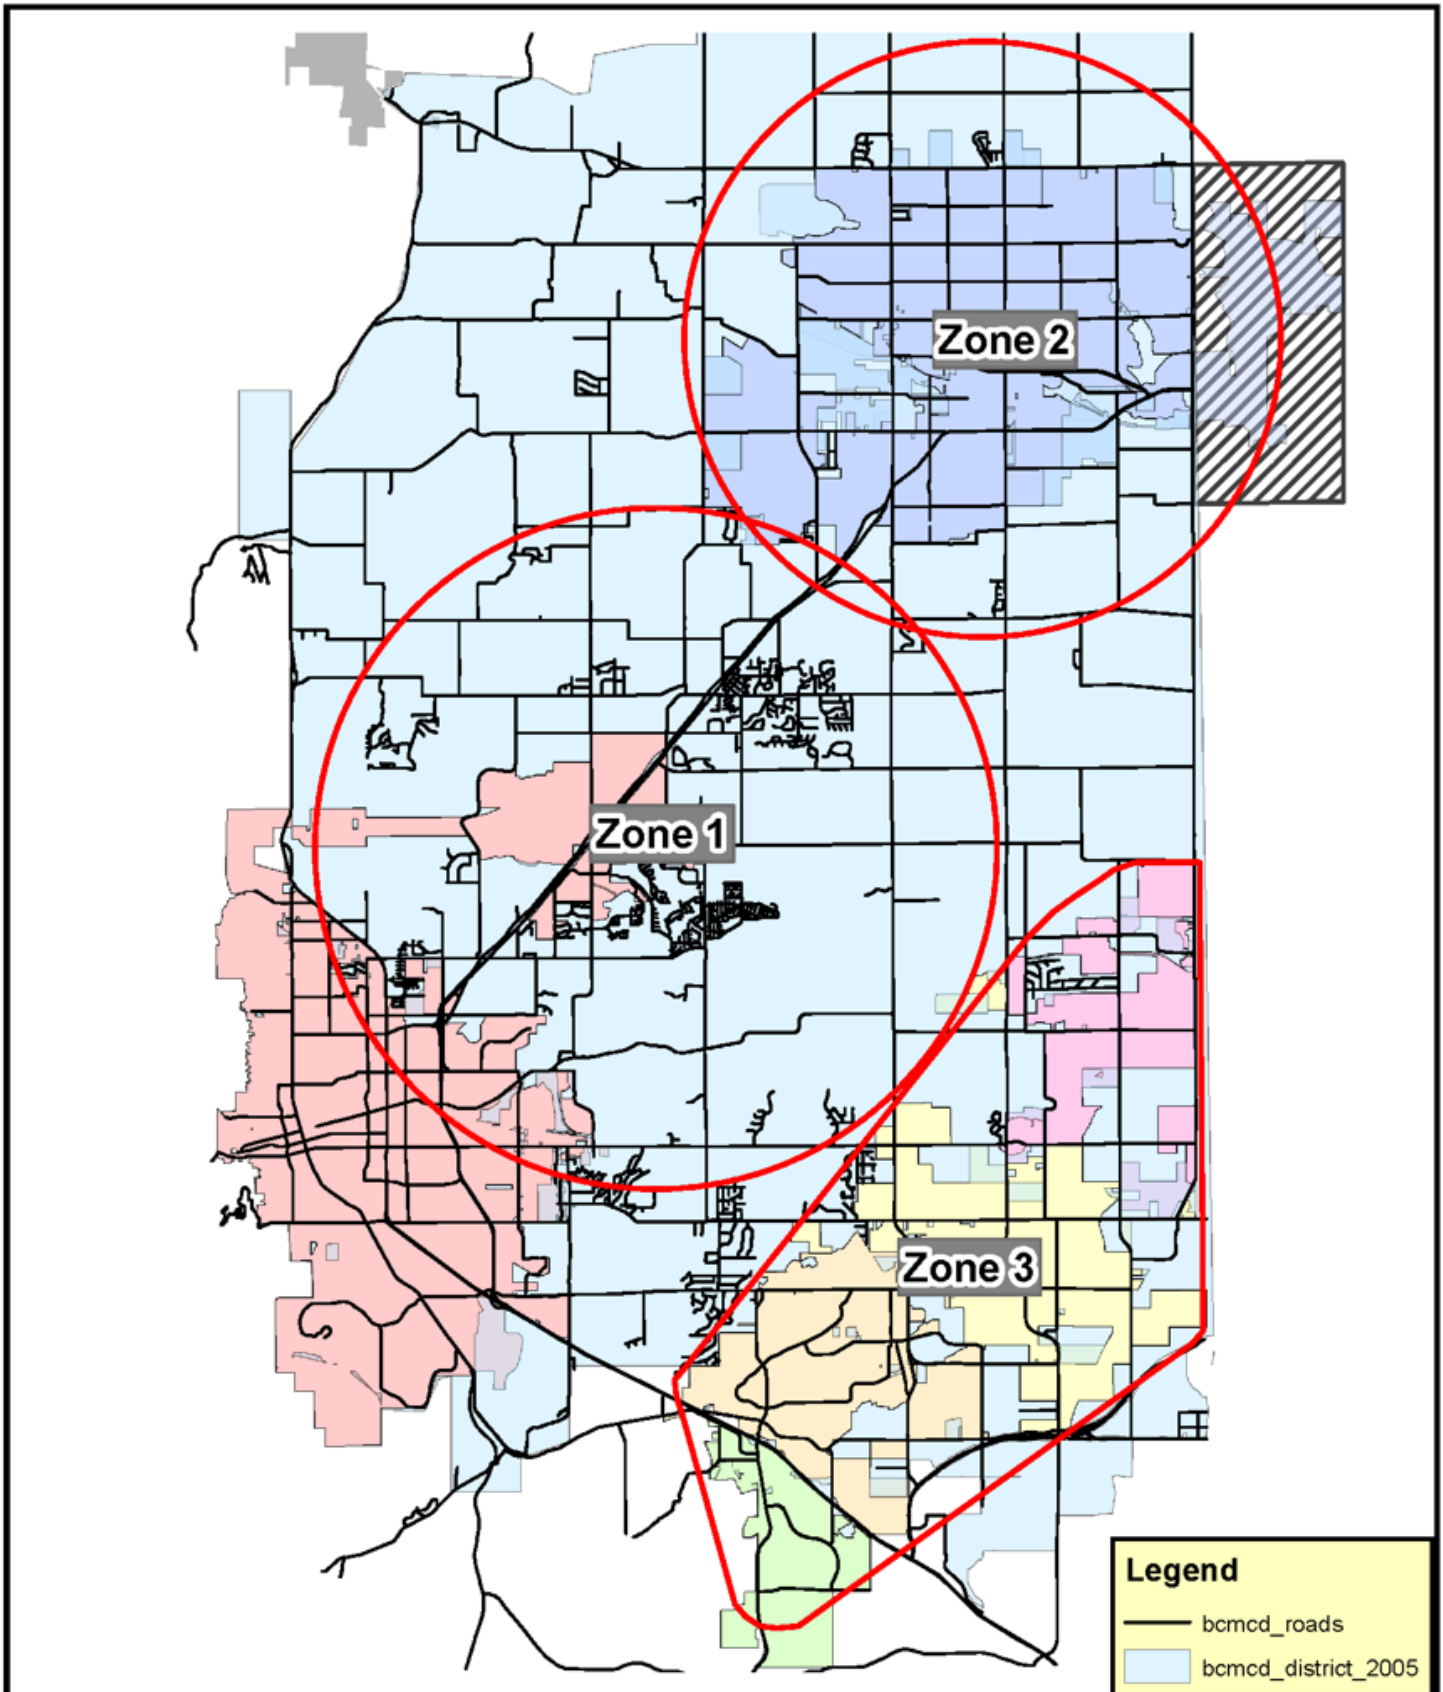 Zone 2
Zone 1
Zone 3
Legend
bcmcd_roads
bcmcd_district_2005